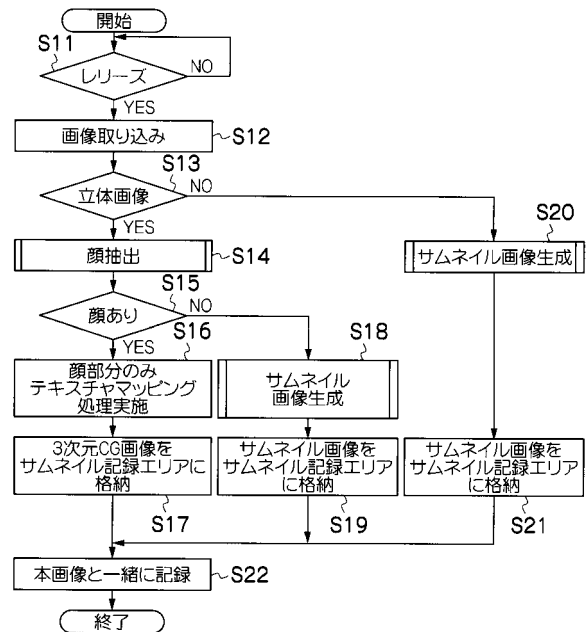 開始
S11
レリーズ
NO
YES
画像取り込み
S12
S13
立体画像
NO
YES
S20
顔抽出
S14
サムネイル画像生成
S15
顔あり
NO
YES
S16
S18
顔部分のみ
テキスチャマッピング
処理実施
サムネイル
画像生成
3次元CG画像を
サムネイル記録エリアに
格納
サムネイル画像を
サムネイル記録エリア
に格納
サムネイル画像を
サムネイル記録エリア
に格納
S17
S19
S21
本画像と一緒に記録
S22
終了